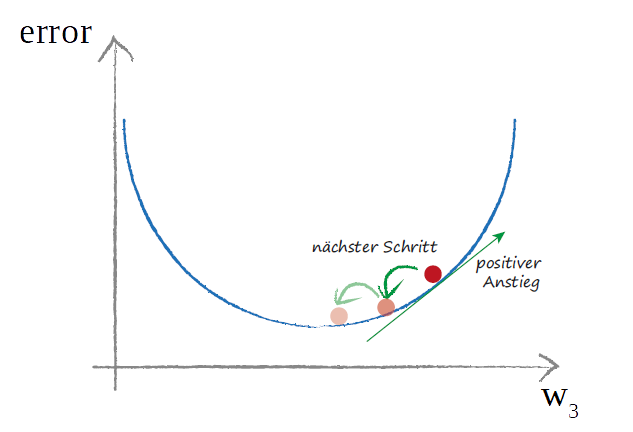 error
nächster Schritt
positiver
Anstieg
w₃